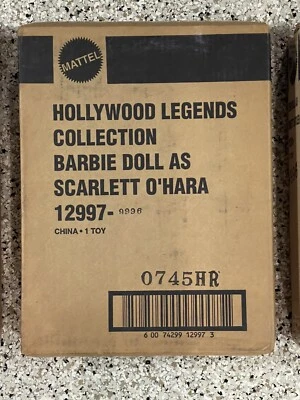 MATTEL
HOLLYWOOD LEGENDS
COLLECTION
BARBIE DOLL AS
SCARLETT O'HARA
12997- 9996
CHINA • 1 TOY
0745HR
6 00 74299 12997 3